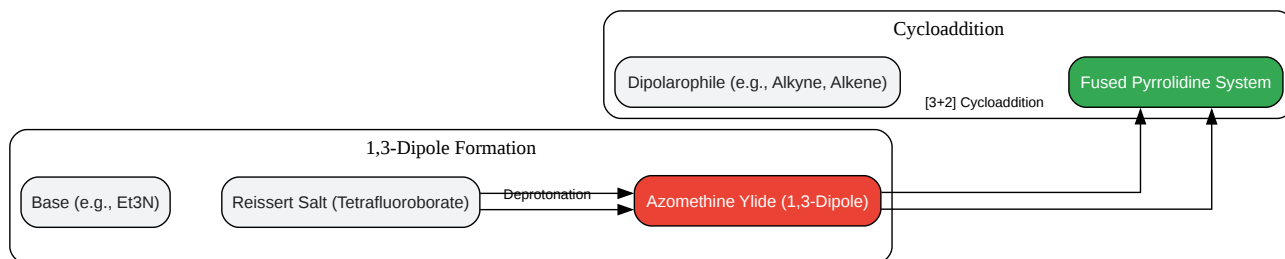 Cycloaddition
Dipolarophile (e.g., Alkyne, Alkene)
Fused Pyrrolidine System
[3+2] Cycloaddition
1,3-Dipole Formation
Base (e.g., Et3N)
Reissert Salt (Tetrafluoroborate)
Deprotonation
Azomethine Ylide (1,3-Dipole)